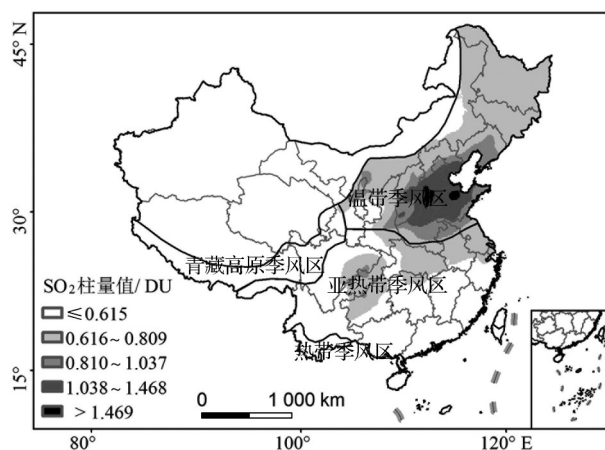 45° N
30°
15°
温带季风区
青藏高原季风区
亚热带季风区
热带季风区
SO₂柱量值/ DU
≤0.615
0.616~0.809
0.810~1.037
1.038~1.468
>1.469
0 1 000 km
80° 100° 120° E